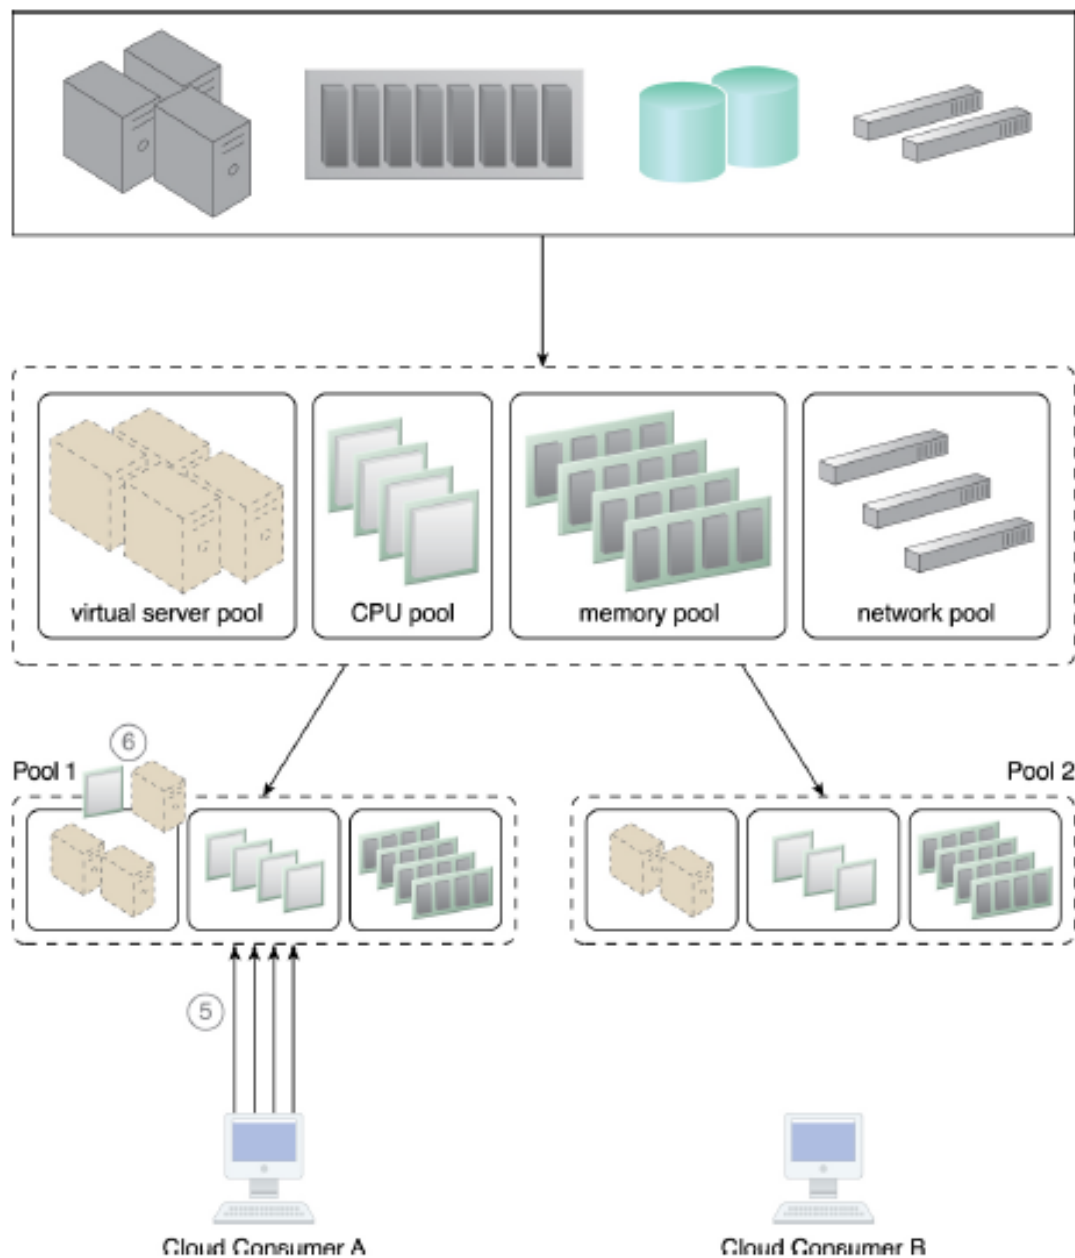 virtual server pool
CPU pool
memory pool
network pool
6
Pool 1
Pool 2
5
Cloud Consumer A
Cloud Consumer B